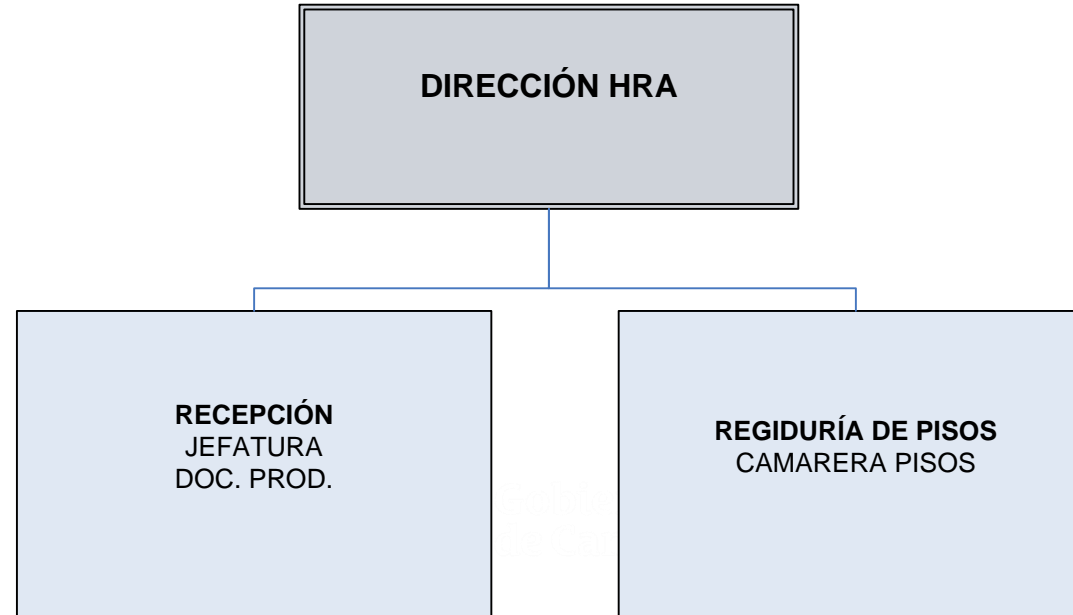 DIRECCIÓN HRA
RECEPCIÓN
JEFATURA
DOC. PROD.
REGIDURÍA DE PISOS
CAMARERA PISOS